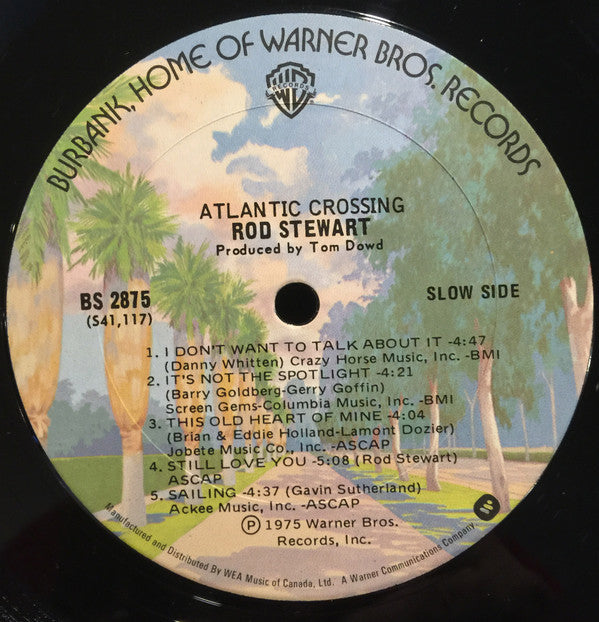 BURBANK, HOME OF WARNER BROS. RECORDS
WB
RECORDS
ATLANTIC CROSSING
ROD STEWART
Produced by Tom Dowd
BS 2875
(S41,117)
SLOW SIDE
1. I DON'T WANT TO TALK ABOUT IT -4:47
(Danny Whitten) Crazy Horse Music, Inc. -BMI
2. IT'S NOT THE SPOTLIGHT -4:21
(Barry Goldberg-Gerry Goffin)
Screen Gems-Columbia Music, Inc. -BMI
3. THIS OLD HEART OF MINE -4:04
(Brian & Eddie Holland-Lamont Dozier)
Jobete Music Co., Inc. -ASCAP
4. STILL LOVE YOU -5:08 (Rod Stewart)
ASCAP
5. SAILING -4:37 (Gavin Sutherland)
Ackee Music, Inc. -ASCAP
Ⓟ 1975 Warner Bros.
Records, Inc.
Manufactured and Distributed By WEA Music of Canada, Ltd. A Warner Communications Company